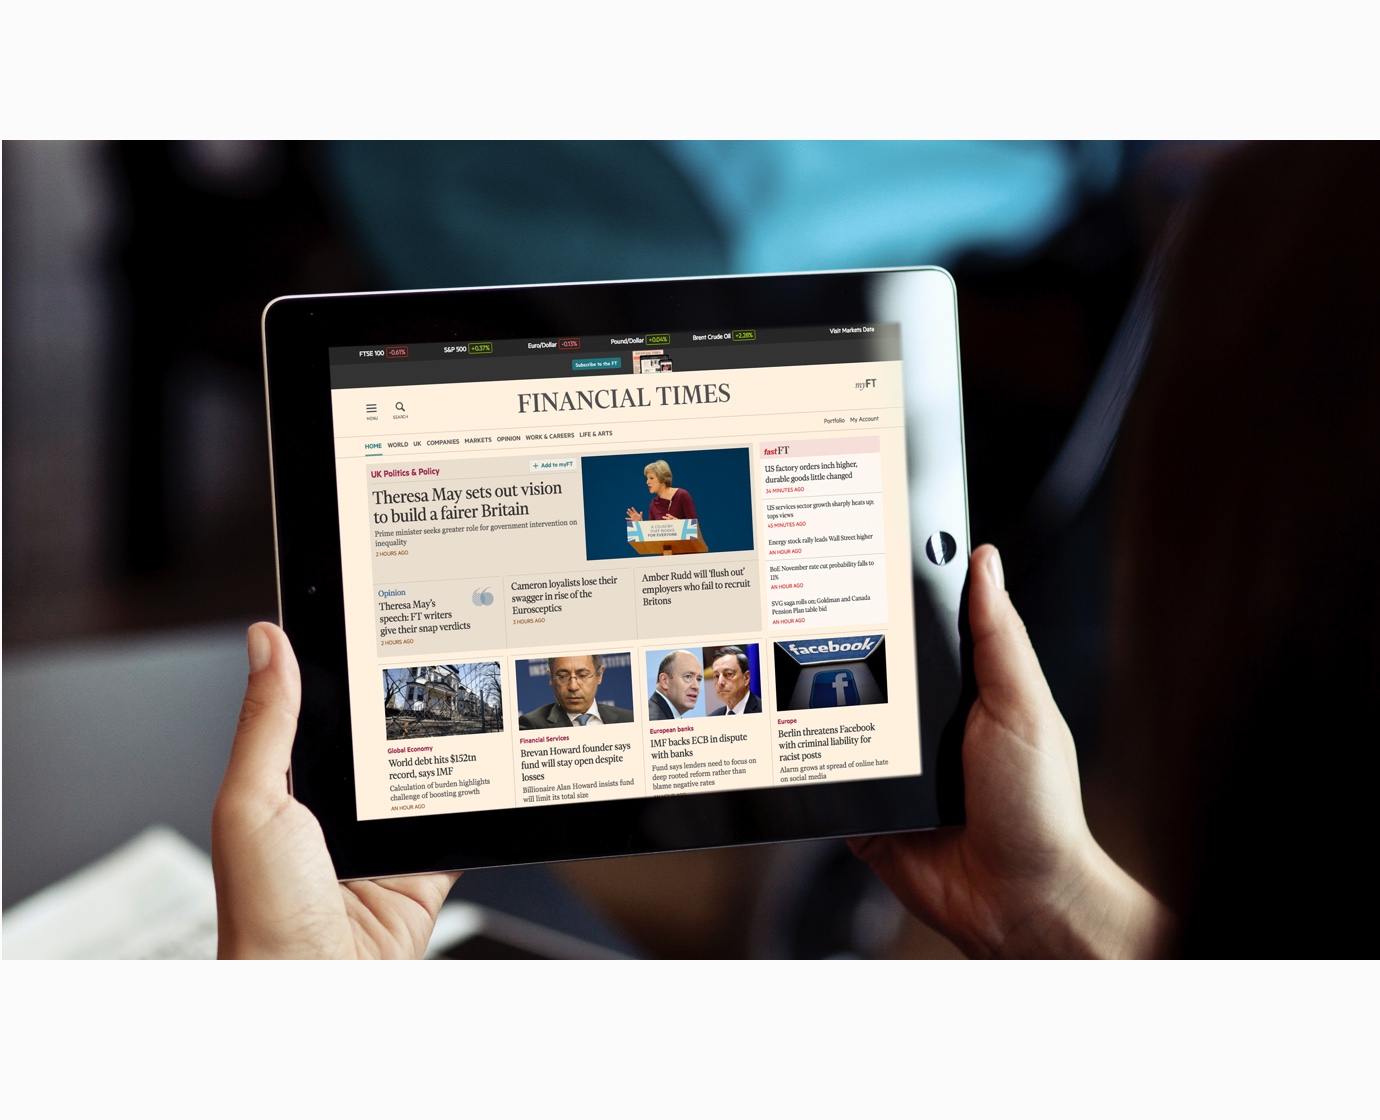 FTSE 100 -0.61% S&P 500 +0.37% Euro/Dollar -0.13% Pound/Dollar +0.04% Brent Crude Oil +2.28% Visit Markets Data
Subscribe to the FT
MENU
SEARCH
FINANCIAL TIMES
myFT
HOME WORLD UK COMPANIES MARKETS OPINION WORK & CAREERS LIFE & ARTS
Portfolio My Account
UK Politics & Policy
+ Add to myFT
Theresa May sets out vision
to build a fairer Britain
Prime minister seeks greater role for government intervention on
inequality
2 HOURS AGO
A COUNTRY
THAT WORKS
FOR EVERYONE
Opinion
Theresa May's
speech: FT writers
give their snap verdicts
2 HOURS AGO
Cameron loyalists lose their
swagger in rise of the
Eurosceptics
3 HOURS AGO
Amber Rudd will 'flush out'
employers who fail to recruit
Britons
fastFT
US factory orders inch higher,
durable goods little changed
34 MINUTES AGO
US services sector growth sharply heats up;
tops views
45 MINUTES AGO
Energy stock rally leads Wall Street higher
AN HOUR AGO
BoE November rate cut probability falls to
11%
AN HOUR AGO
SVG saga rolls on; Goldman and Canada
Pension Plan table bid
AN HOUR AGO
Global Economy
World debt hits $152tn
record, says IMF
Calculation of burden highlights
challenge of boosting growth
AN HOUR AGO
Financial Services
Brevan Howard founder says
fund will stay open despite
losses
Billionaire Alan Howard insists fund
will limit its total size
European banks
IMF backs ECB in dispute
with banks
Fund says lenders need to focus on
deep rooted reform rather than
blame negative rates
facebook
f
Europe
Berlin threatens Facebook
with criminal liability for
racist posts
Alarm grows at spread of online hate
on social media